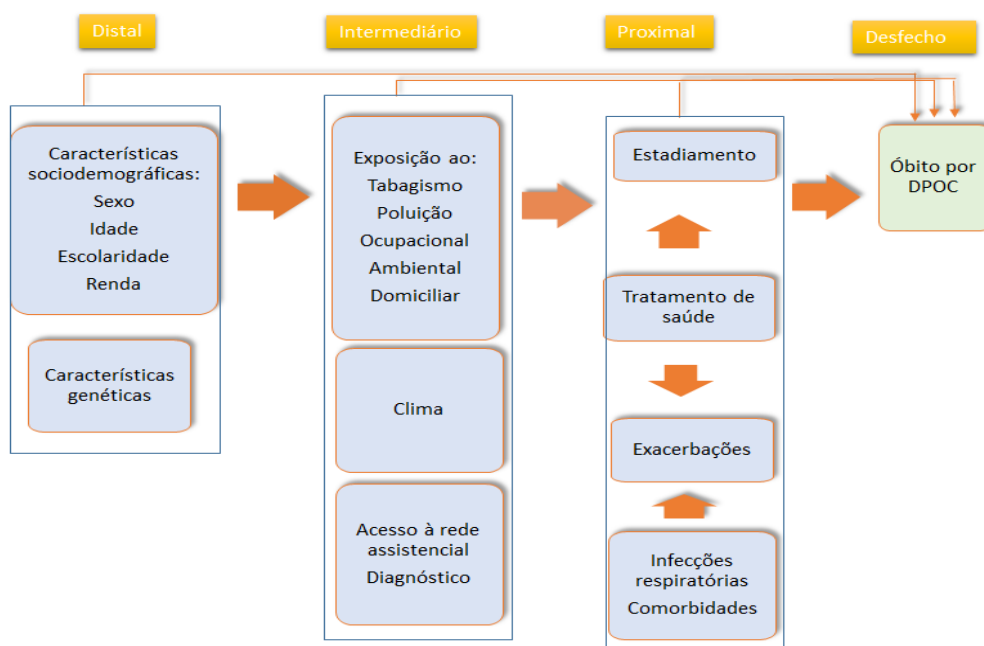 Distal
Intermediário
Proximal
Desfecho
Características
sociodemográficas:
Sexo
Idade
Escolaridade
Renda
Características
genéticas
Exposição ao:
Tabagismo
Poluição
Ocupacional
Ambiental
Domiciliar
Clima
Acesso à rede
assistencial
Diagnóstico
Estadiamento
Tratamento de
saúde
Exacerbações
Infecções
respiratórias
Comorbidades
Óbito por
DPOC